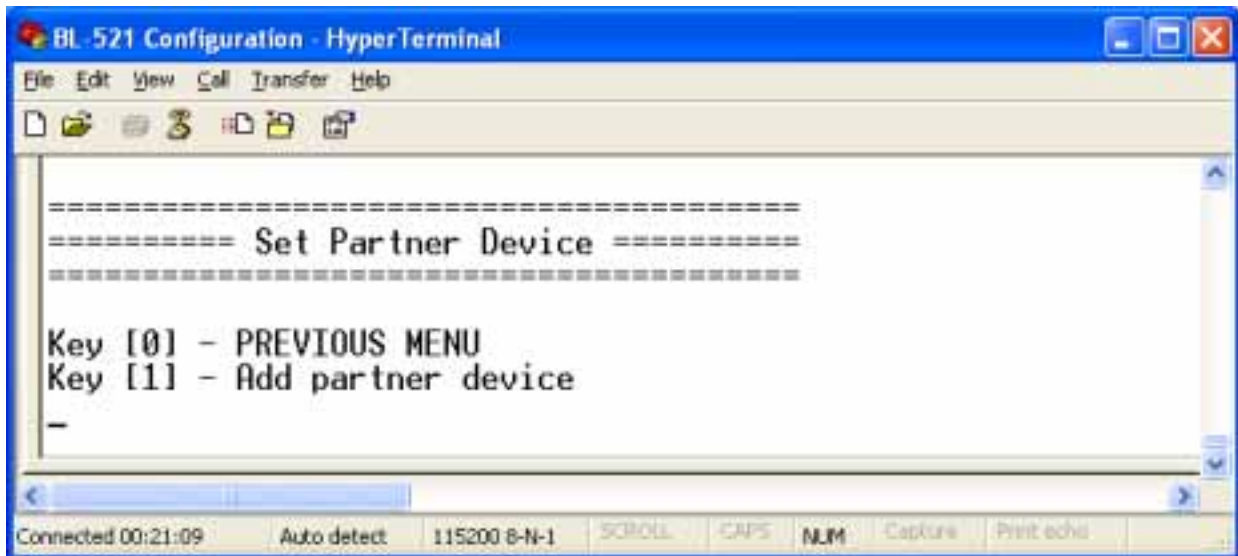 BL-521 Configuration - HyperTerminal
File Edit View Call Transfer Help
========================================
========== Set Partner Device ==========
========================================
Key [0] - PREVIOUS MENU
Key [1] - Add partner device
_
Connected 00:21:09 Auto detect 115200 8-N-1 SCROLL CAPS NUM Capture Print echo